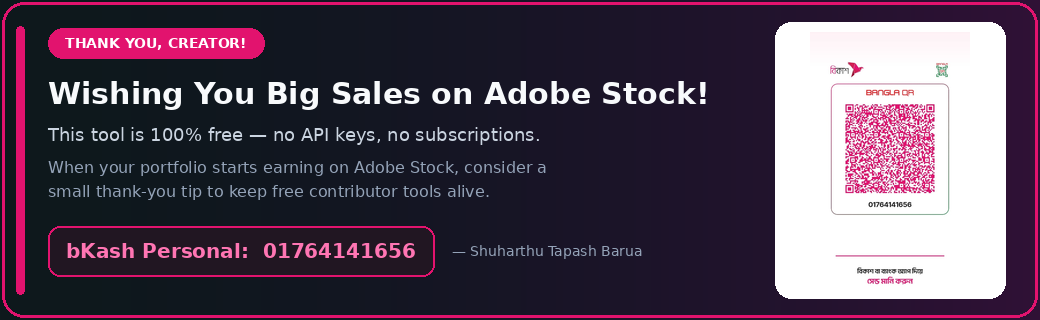 THANK YOU, CREATOR!
Wishing You Big Sales on Adobe Stock!
This tool is 100% free — no API keys, no subscriptions.
When your portfolio starts earning on Adobe Stock, consider a
small thank-you tip to keep free contributor tools alive.
bKash Personal: 01764141656
— Shuharthu Tapash Barua
বিকাশ
BANGLA QR
01764141656
বিকাশ বা ব্যাংক অ্যাপ দিয়ে
সেন্ড মানি করুন